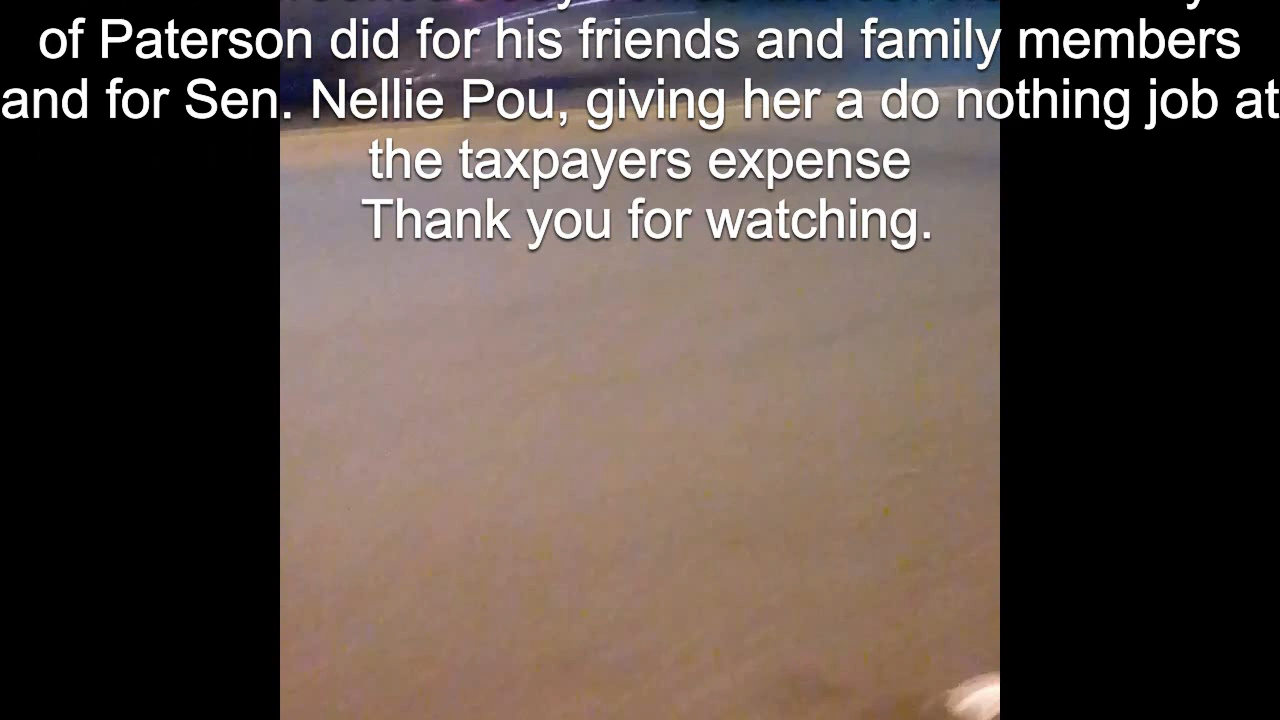 of Paterson did for his friends and family members
and for Sen. Nellie Pou, giving her a do nothing job at
the taxpayers expense
Thank you for watching.